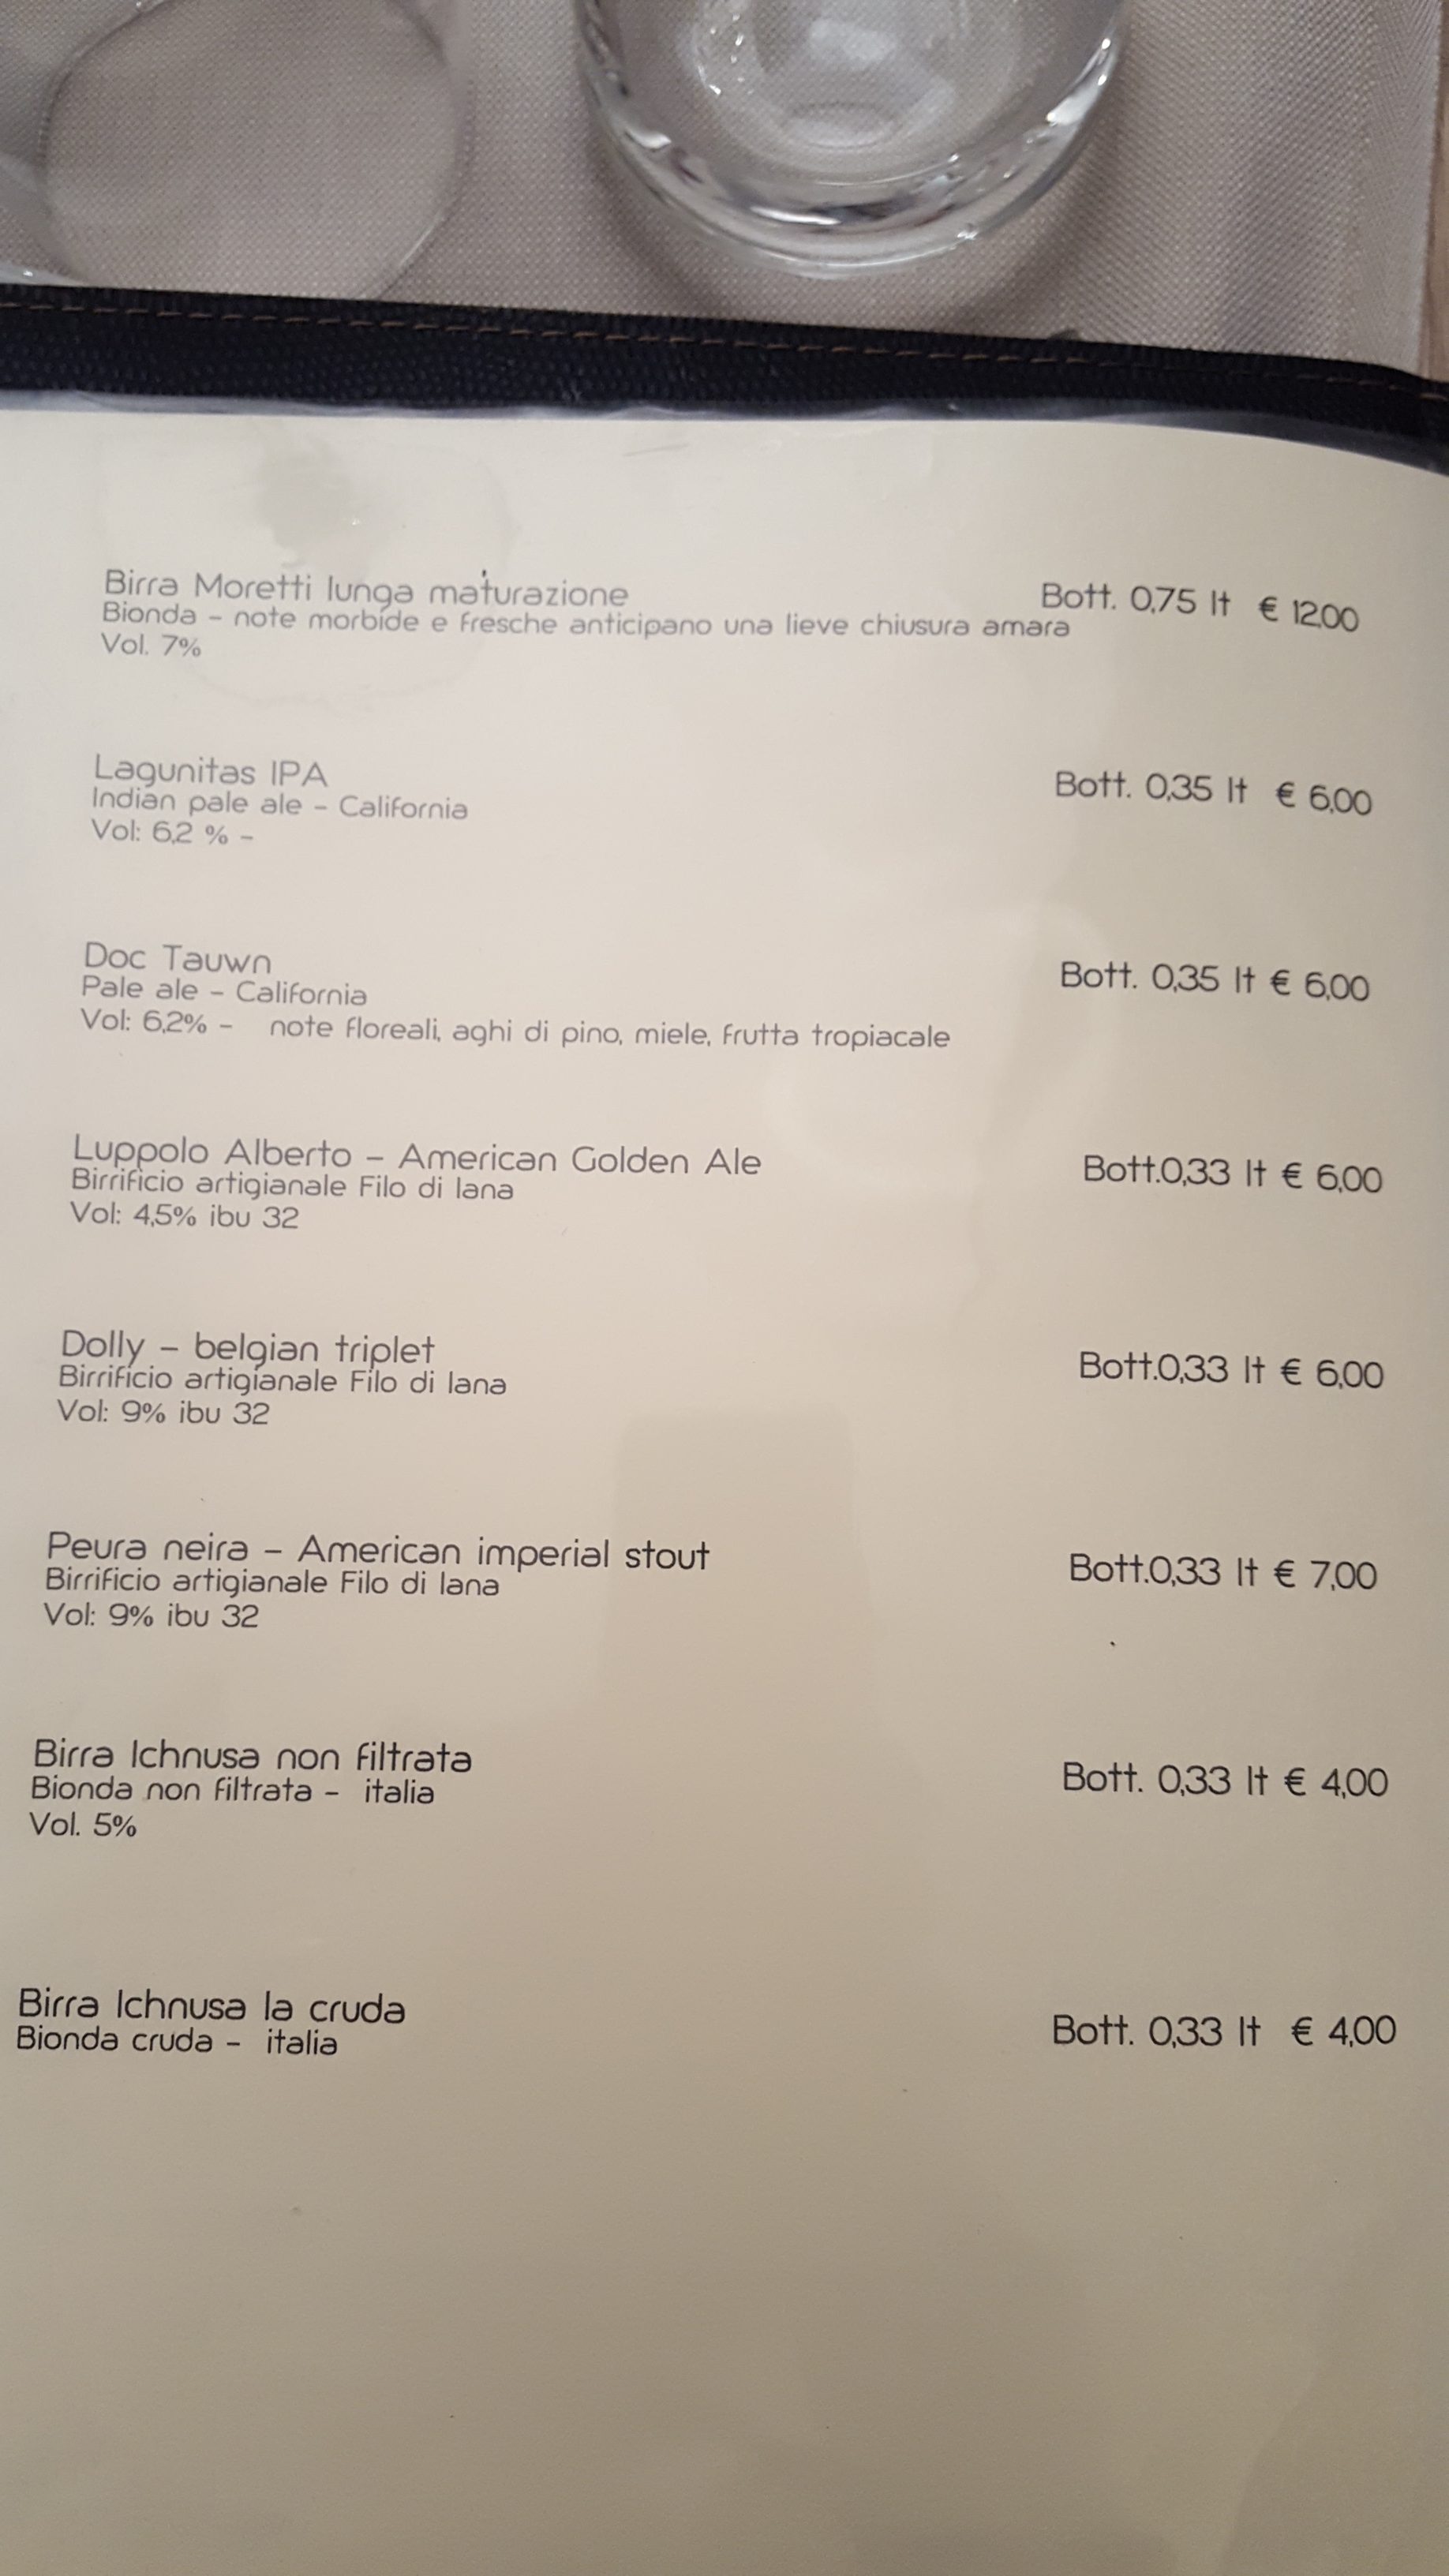 Birra Moretti lunga maturazione Bott. 0,75 lt € 12,00
Bionda - note morbide e fresche anticipano una lieve chiusura amara
Vol. 7%
Lagunitas IPA Bott. 0,35 lt € 6,00
Indian pale ale - California
Vol: 6,2 % -
Doc Tauwn Bott. 0,35 lt € 6,00
Pale ale - California
Vol: 6,2% - note floreali, aghi di pino, miele, frutta tropiacale
Luppolo Alberto – American Golden Ale Bott.0,33 lt € 6,00
Birrificio artigianale Filo di lana
Vol: 4,5% ibu 32
Dolly – belgian triplet Bott.0,33 lt € 6,00
Birrificio artigianale Filo di lana
Vol: 9% ibu 32
Peura neira – American imperial stout Bott.0,33 lt € 7,00
Birrificio artigianale Filo di lana
Vol: 9% ibu 32
Birra Ichnusa non filtrata Bott. 0,33 lt € 4,00
Bionda non filtrata - italia
Vol. 5%
Birra Ichnusa la cruda Bott. 0,33 lt € 4,00
Bionda cruda - italia